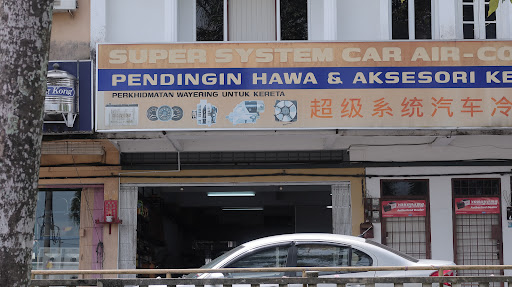 SUPER SYSTEM CAR AIR-CO
PENDINGIN HAWA & AKSESORI KE
PERKHIDMATAN WAYERING UNTUK KERETA
超级系统汽车冷
Kong